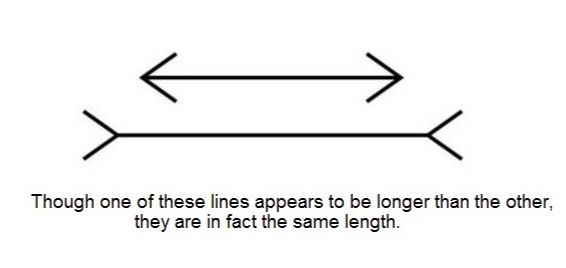 Though one of these lines appears to be longer than the other,
they are in fact the same length.